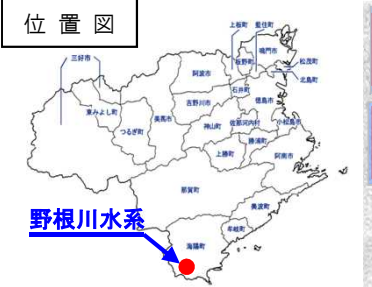 位置図
上板町 藍住町
鳴門市
三好市
松茂町
板野町
北島町
阿波市
石井町
徳島市
東みよし町
吉野川市
美馬市
つるぎ町
神山町
佐那河内村
小松島市
勝浦町
上勝町
阿南市
那賀町
美波町
野根川水系
牟岐町
海陽町